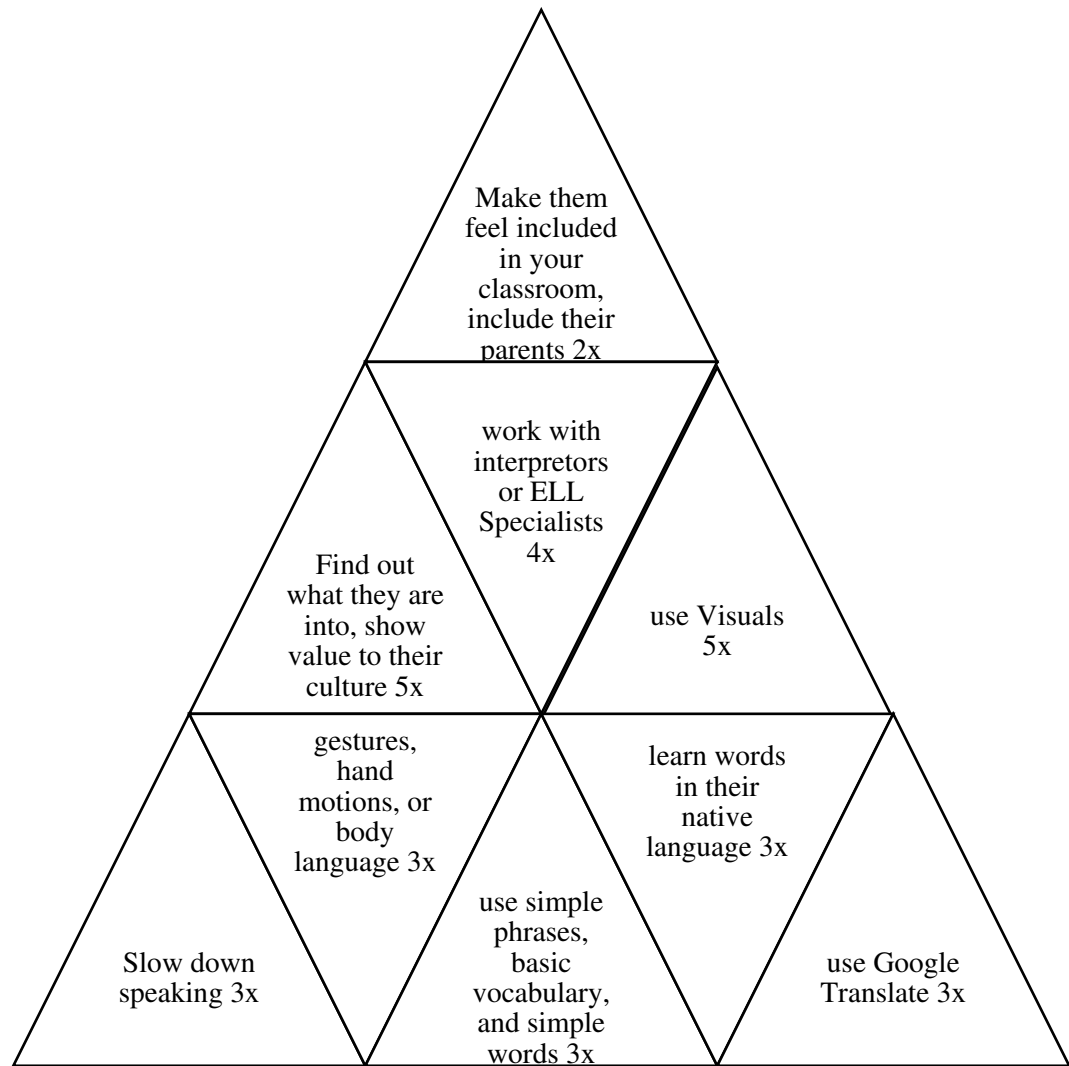 Make them
feel included
in your
classroom,
include their
parents 2x
work with
interpretors
or ELL
Specialists
4x
Find out
what they are
into, show
value to their
culture 5x
use Visuals
5x
gestures,
hand
motions, or
body
language 3x
learn words
in their
native
language 3x
Slow down
speaking 3x
use simple
phrases,
basic
vocabulary,
and simple
words 3x
use Google
Translate 3x